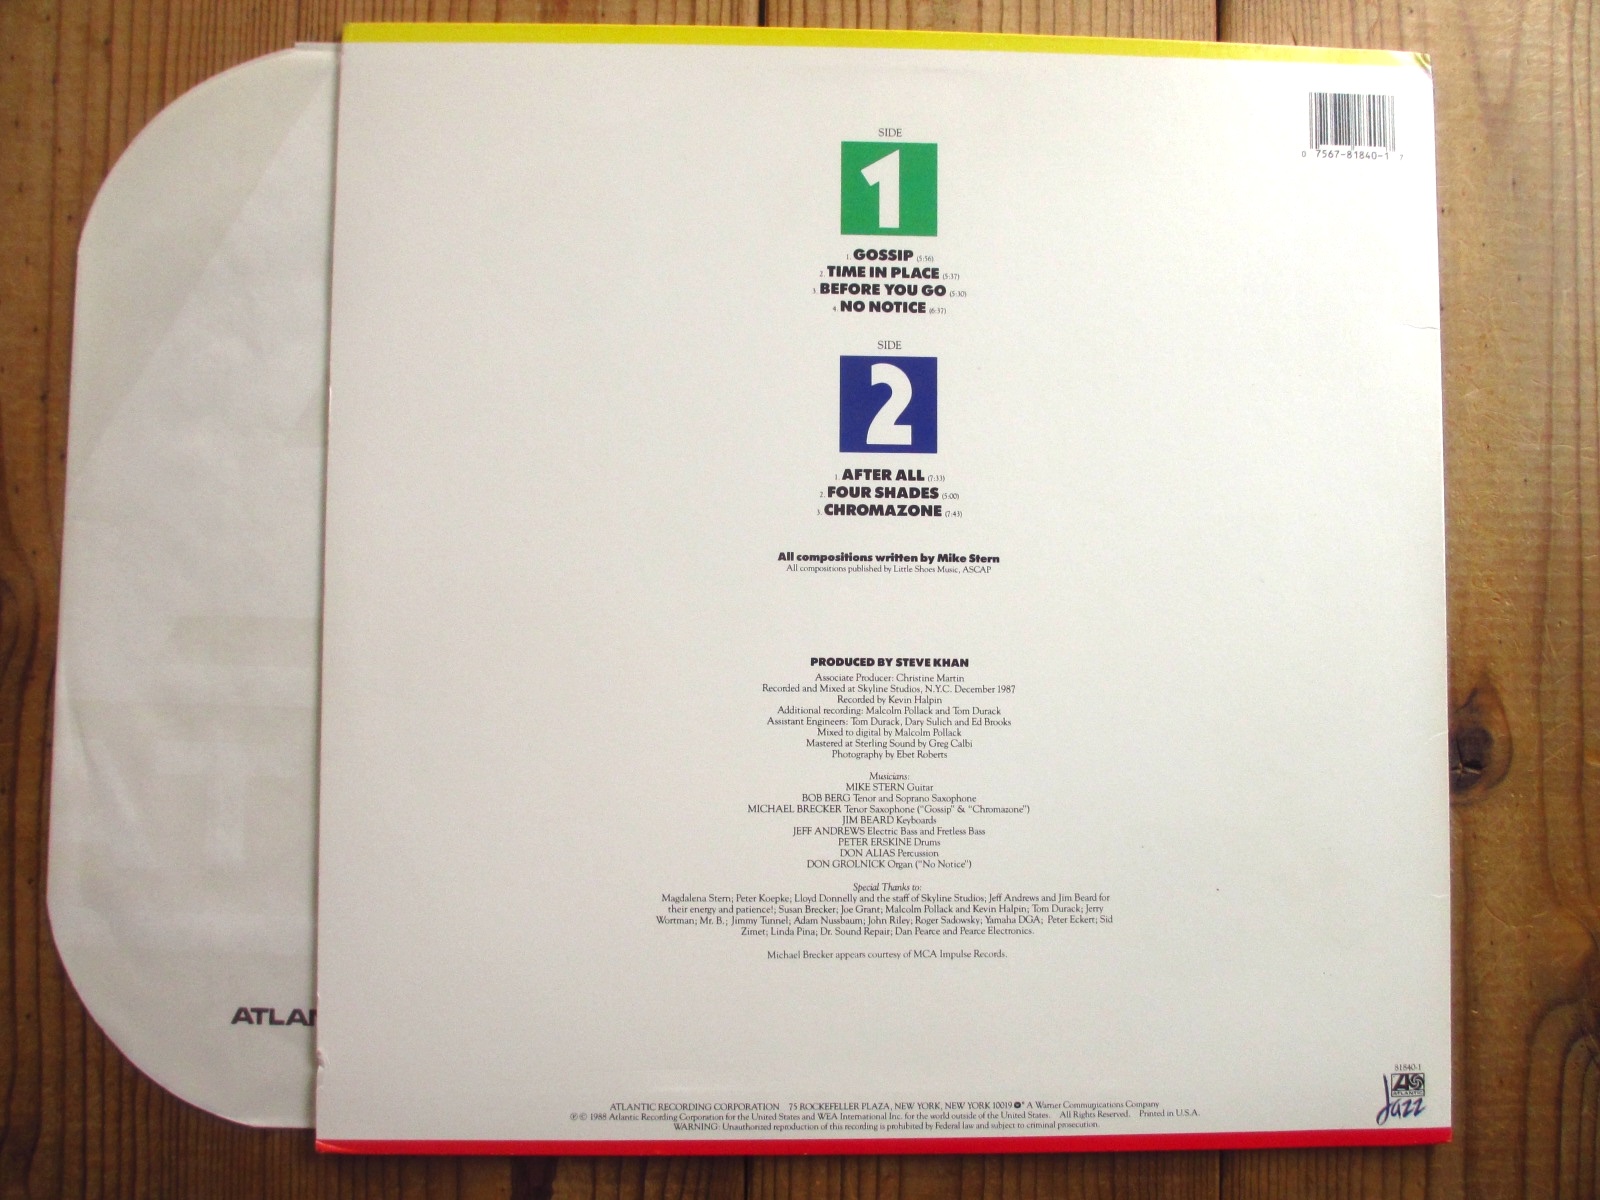 0 7567-81840-1 7
SIDE
1
1. GOSSIP (5:56)
2. TIME IN PLACE (5:37)
3. BEFORE YOU GO (5:30)
4. NO NOTICE (6:37)
SIDE
2
1. AFTER ALL (7:33)
2. FOUR SHADES (5:00)
3. CHROMAZONE (7:43)
All compositions written by Mike Stern
All compositions published by Little Shoes Music, ASCAP
PRODUCED BY STEVE KHAN
Associate Producer: Christine Martin
Recorded and Mixed at Skyline Studios, N.Y.C. December 1987
Recorded by Kevin Halpin
Additional recording: Malcolm Pollack and Tom Durack
Assistant Engineers: Tom Durack, Dary Sulich and Ed Brooks
Mixed to digital by Malcolm Pollack
Mastered at Sterling Sound by Greg Calbi
Photography by Ebet Roberts
Musicians:
MIKE STERN Guitar
BOB BERG Tenor and Soprano Saxophone
MICHAEL BRECKER Tenor Saxophone ("Gossip" & "Chromazone")
JIM BEARD Keyboards
JEFF ANDREWS Electric Bass and Fretless Bass
PETER ERSKINE Drums
DON ALIAS Percussion
DON GROLNICK Organ ("No Notice")
Special Thanks to:
Magdalena Stern; Peter Koepke; Lloyd Donnelly and the staff of Skyline Studios; Jeff Andrews and Jim Beard for
their energy and patience!; Susan Brecker; Joe Grant; Malcolm Pollack and Kevin Halpin; Tom Durack; Jerry
Wortman; Mr. B.; Jimmy Tunnel; Adam Nussbaum; John Riley; Roger Sadowsky; Yamaha DGA; Peter Eckert; Sid
Zimet; Linda Pina; Dr. Sound Repair; Dan Pearce and Pearce Electronics.
Michael Brecker appears courtesy of MCA Impulse Records.
ATLAN
81840-1
ATLANTIC
Jazz
ATLANTIC RECORDING CORPORATION 75 ROCKEFELLER PLAZA, NEW YORK, NEW YORK 10019 A Warner Communications Company
℗© 1988 Atlantic Recording Corporation for the United States and WEA International Inc. for the world outside of the United States. All Rights Reserved. Printed in U.S.A.
WARNING: Unauthorized reproduction of this recording is prohibited by Federal law and subject to criminal prosecution.